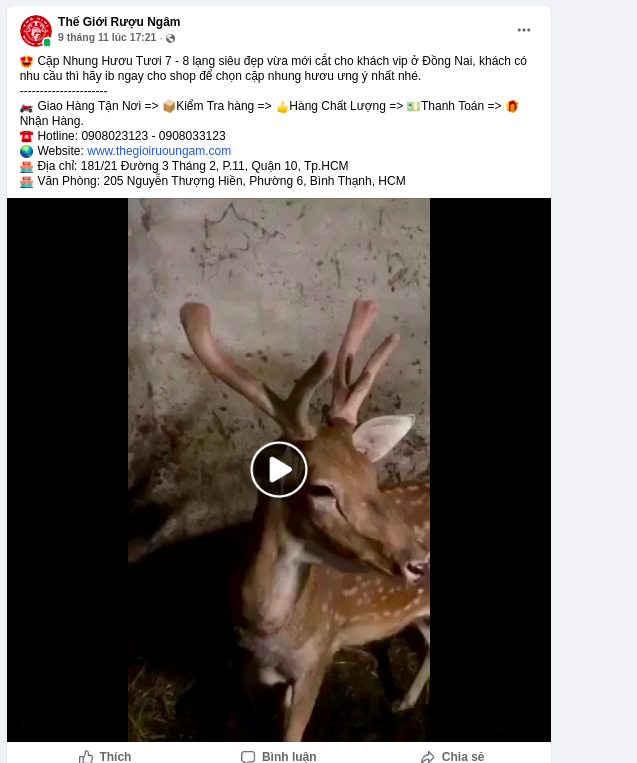 Thế Giới Rượu Ngâm
9 tháng 11 lúc 17:21 ·
😍 Cặp Nhung Hươu Tươi 7 - 8 lạng siêu đẹp vừa mới cắt cho khách vip ở Đồng Nai, khách có
nhu cầu thì hãy ib ngay cho shop để chọn cặp nhung hươu ưng ý nhất nhé.
----------------------
🏎️ Giao Hàng Tận Nơi => 📦Kiểm Tra hàng => 👍Hàng Chất Lượng => 💵Thanh Toán => 🎁
Nhận Hàng.
☎️ Hotline: 0908023123 - 0908033123
🌏 Website: www.thegioiruoungam.com
🏪 Địa chỉ: 181/21 Đường 3 Tháng 2, P.11, Quận 10, Tp.HCM
🏪 Văn Phòng: 205 Nguyễn Thượng Hiền, Phường 6, Bình Thạnh, HCM
Thích
Bình luận
Chia sẻ